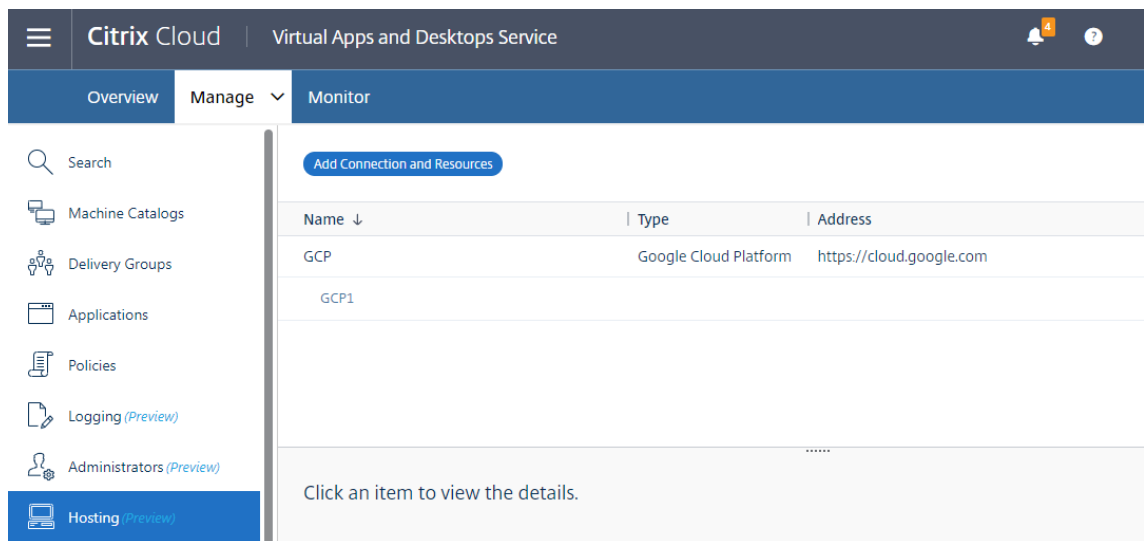 Citrix Cloud | Virtual Apps and Desktops Service 4 ?
Overview Manage Monitor
Search
Machine Catalogs
Delivery Groups
Applications
Policies
Logging (Preview)
Administrators (Preview)
Hosting (Preview)
Add Connection and Resources
Name ↓ Type Address
GCP Google Cloud Platform https://cloud.google.com
GCP1
Click an item to view the details.